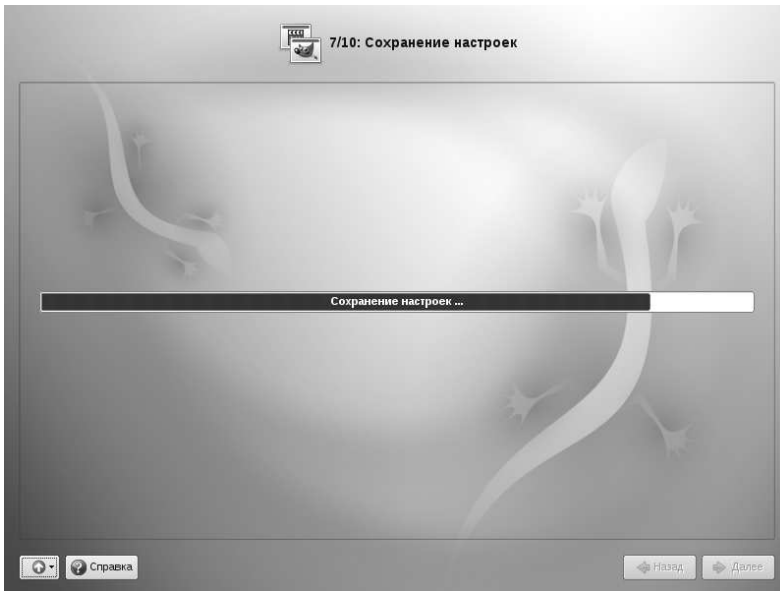 7/10: Сохранение настроек
Сохранение настроек ...
Справка
Назад
Далее